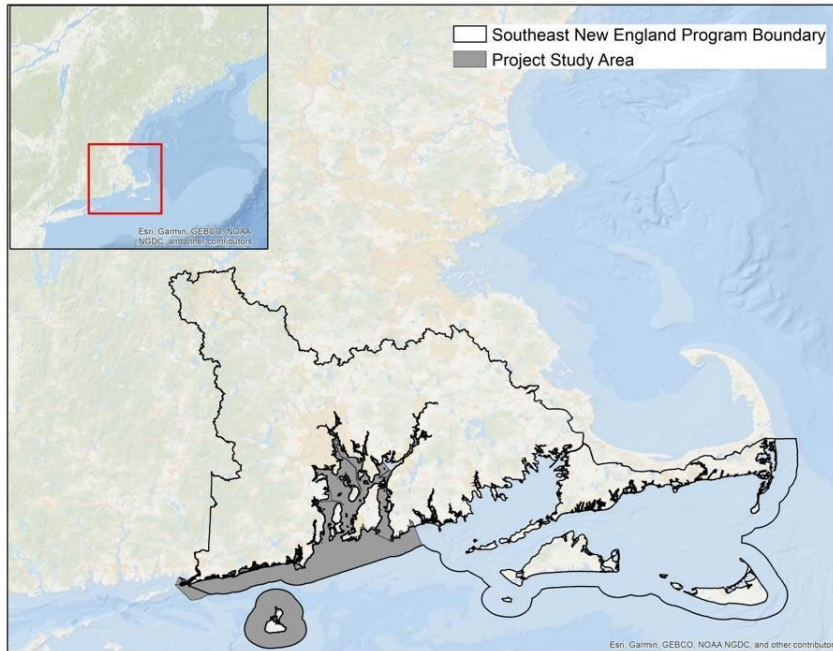 Southeast New England Program Boundary
Project Study Area
Esri, Garmin, GEBCO, NOAA
NGDC, and other contributors
Esri, Garmin, GEBCO, NOAA NGDC, and other contributors